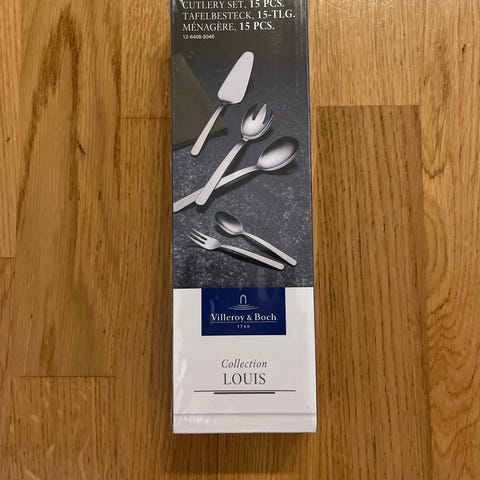 CUTLERY SET, 15 PCS.
TAFELBESTECK, 15-TLG.
MÉNAGÈRE, 15 PCS.
12-6408-9046
Villeroy & Boch
1748
Collection
LOUIS